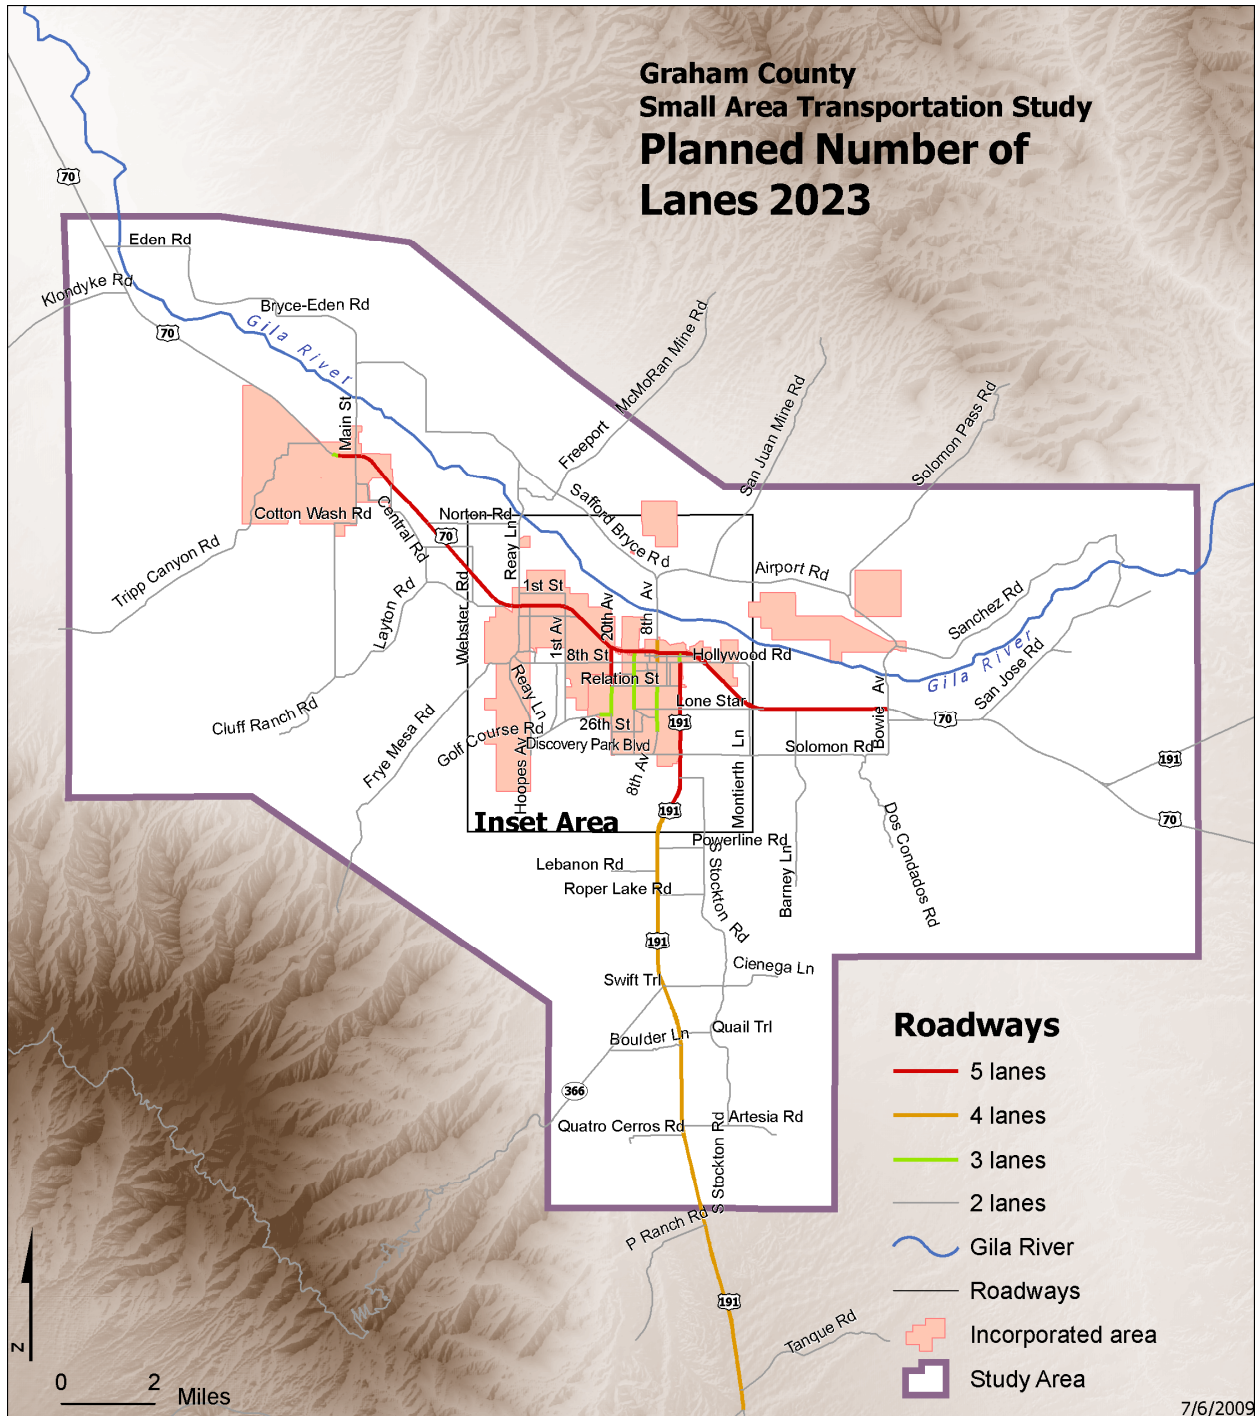 Graham County
Small Area Transportation Study
Planned Number of
Lanes 2023
70
Eden Rd
Klondyke Rd
Bryce-Eden Rd
70
Gila River
Freeport McMoRan Mine Rd
San Juan Mine Rd
Solomon Pass Rd
Main St
Safford Bryce Rd
Cotton Wash Rd
Central Rd
Norton Rd
70
Reay Ln
Tripp Canyon Rd
Airport Rd
Layton Rd
Webster Rd
1st St
20th Av
8th Av
Sanchez Rd
1st Av
8th St
Hollywood Rd
Gila River
San Jose Rd
Relation St
Reay Ln
Lone Star
Bowie Av
Cluff Ranch Rd
Frye Mesa Rd
26th St
191
70
Golf Course Rd
Discovery Park Blvd
Solomon Rd
191
Hoopes Av
8th Av
Montierth Ln
191
70
Inset Area
Dos Condados Rd
Powerline Rd
Lebanon Rd
S Stockton Rd
Barney Ln
Roper Lake Rd
191
Cienega Ln
Swift Trl
Quail Trl
Boulder Ln
366
Quatro Cerros Rd
Artesia Rd
S Stockton Rd
P Ranch Rd
191
Tanque Rd
Roadways
5 lanes
4 lanes
3 lanes
2 lanes
Gila River
Roadways
Incorporated area
Study Area
N
0 2
Miles
7/6/2009